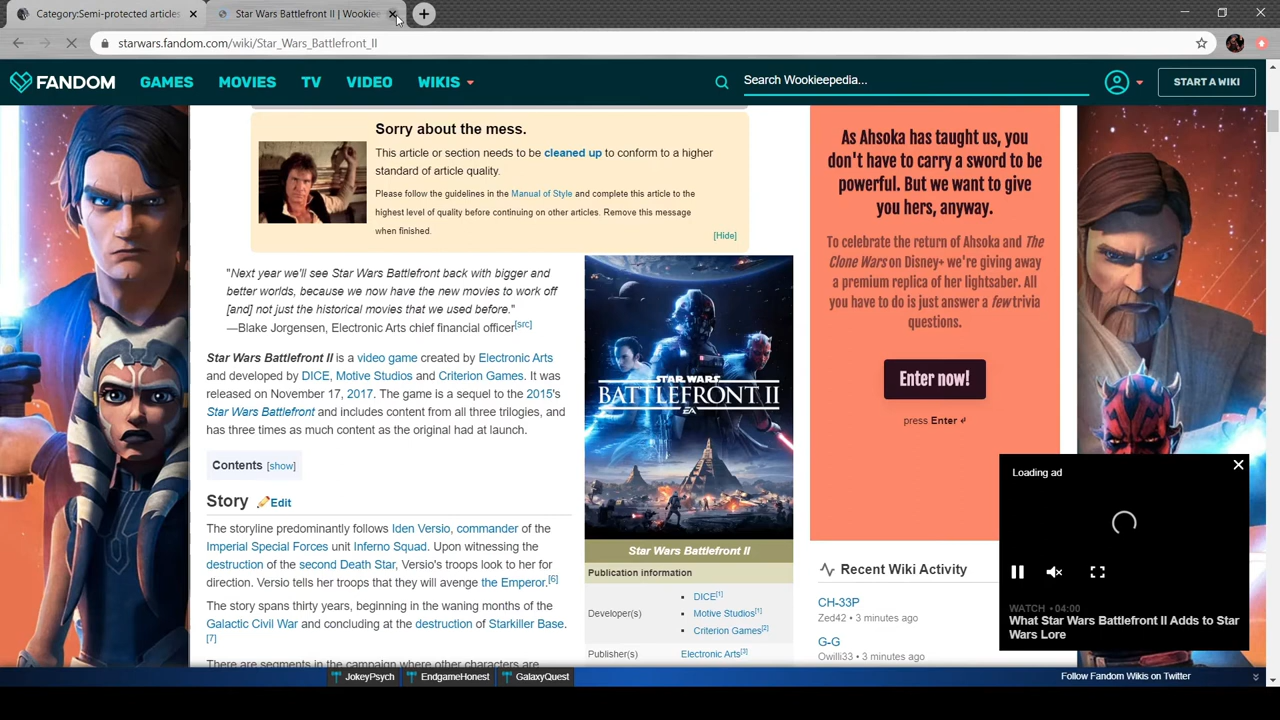 Category:Semi-protected articles
Star Wars Battlefront II | Wookiee
starwars.fandom.com/wiki/Star_Wars_Battlefront_II
FANDOM
GAMES
MOVIES
TV
VIDEO
WIKIS
Search Wookieepedia...
START A WIKI
Sorry about the mess.
This article or section needs to be cleaned up to conform to a higher
standard of article quality.
Please follow the guidelines in the Manual of Style and complete this article to the
highest level of quality before continuing on other articles. Remove this message
when finished.
[Hide]
"Next year we'll see Star Wars Battlefront back with bigger and
better worlds, because we now have the new movies to work off
[and] not just the historical movies that we used before."
―Blake Jorgensen, Electronic Arts chief financial officer[src]
Star Wars Battlefront II is a video game created by Electronic Arts
and developed by DICE, Motive Studios and Criterion Games. It was
released on November 17, 2017. The game is a sequel to the 2015's
Star Wars Battlefront and includes content from all three trilogies, and
has three times as much content as the original had at launch.
Contents [show]
Story Edit
The storyline predominantly follows Iden Versio, commander of the
Imperial Special Forces unit Inferno Squad. Upon witnessing the
destruction of the second Death Star, Versio's troops look to her for
direction. Versio tells her troops that they will avenge the Emperor.[6]
The story spans thirty years, beginning in the waning months of the
Galactic Civil War and concluding at the destruction of Starkiller Base.
[7]
There are segments in the campaign where other characters are
STAR WARS
BATTLEFRONT II
EA
Star Wars Battlefront II
Publication information
Developer(s)
DICE[1]
Motive Studios[1]
Criterion Games[2]
Publisher(s)
Electronic Arts[3]
As Ahsoka has taught us, you
don't have to carry a sword to be
powerful. But we want to give
you hers, anyway.
To celebrate the return of Ahsoka and The
Clone Wars on Disney+ we're giving away
a premium replica of her lightsaber. All
you have to do is just answer a few trivia
questions.
Enter now!
press Enter ↵
Recent Wiki Activity
CH-33P
Zed42 • 3 minutes ago
G-G
Owilli33 • 3 minutes ago
Loading ad
WATCH • 04:00
What Star Wars Battlefront II Adds to Star
Wars Lore
JokeyPsych
EndgameHonest
GalaxyQuest
Follow Fandom Wikis on Twitter